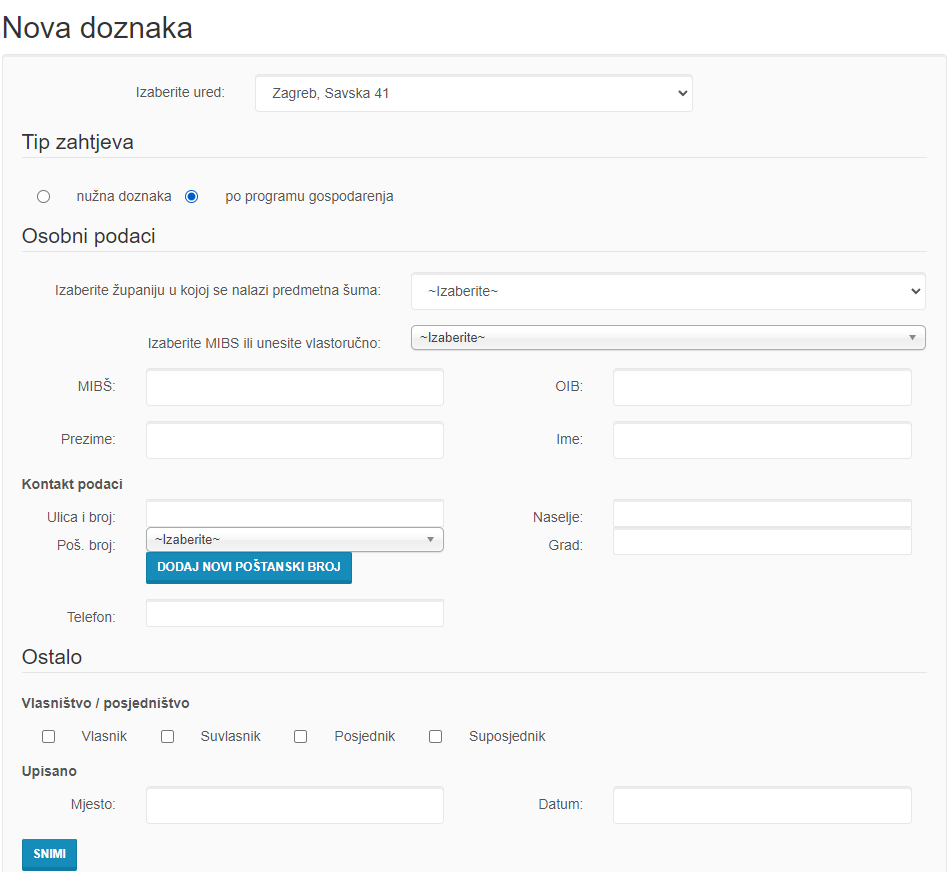 Nova doznaka
Izaberite ured: Zagreb, Savska 41
Tip zahtjeva
nužna doznaka po programu gospodarenja
Osobni podaci
Izaberite županiju u kojoj se nalazi predmetna šuma: ~Izaberite~
Izaberite MIBS ili unesite vlastoručno: ~Izaberite~
MIBŠ: OIB:
Prezime: Ime:
Kontakt podaci
Ulica i broj: Naselje:
Poš. broj: ~Izaberite~ Grad:
DODAJ NOVI POŠTANSKI BROJ
Telefon:
Ostalo
Vlasništvo / posjedništvo
Vlasnik Suvlasnik Posjednik Suposjednik
Upisano
Mjesto: Datum:
SNIMI